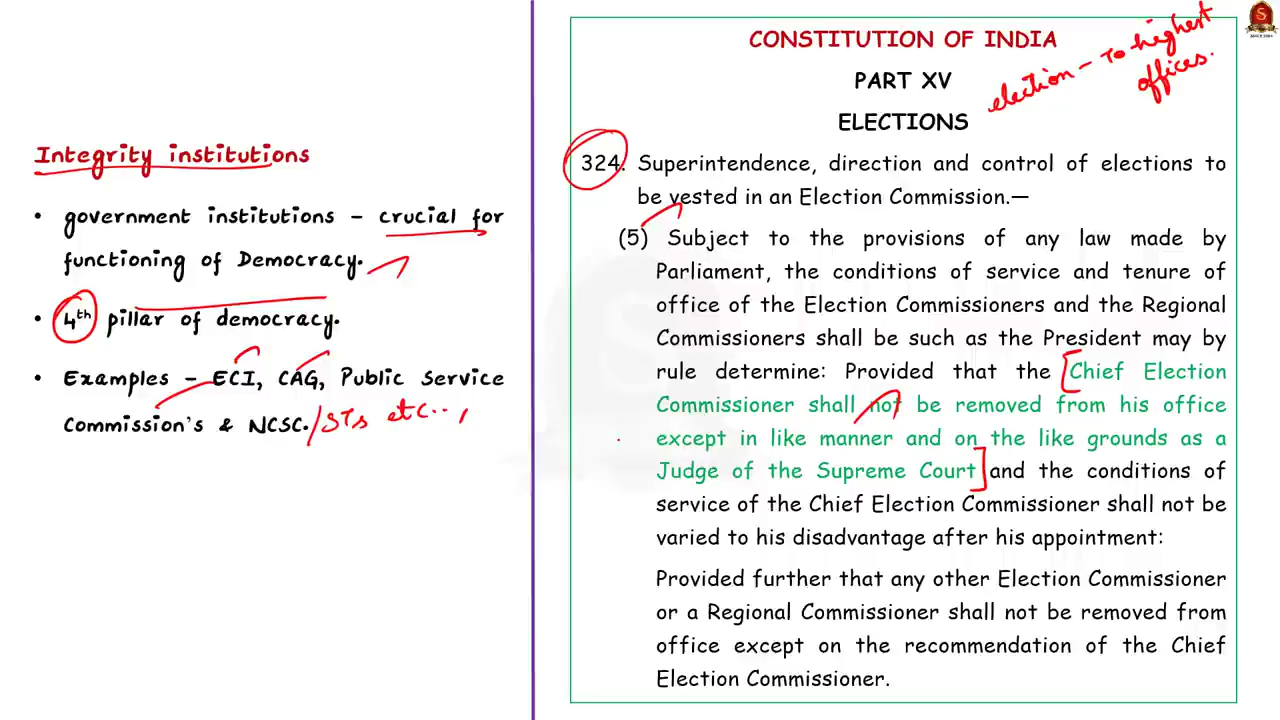 Integrity institutions
• government institutions - crucial for
functioning of Democracy.
• 4th pillar of democracy.
• Examples - ECI, CAG, Public Service
Commission's & NCSC./STs etc..,
CONSTITUTION OF INDIA
PART XV
ELECTIONS
election - To highest
offices.
324. Superintendence, direction and control of elections to
be vested in an Election Commission.—
(5) Subject to the provisions of any law made by
Parliament, the conditions of service and tenure of
office of the Election Commissioners and the Regional
Commissioners shall be such as the President may by
rule determine: Provided that the [Chief Election
Commissioner shall not be removed from his office
except in like manner and on the like grounds as a
Judge of the Supreme Court] and the conditions of
service of the Chief Election Commissioner shall not be
varied to his disadvantage after his appointment:
Provided further that any other Election Commissioner
or a Regional Commissioner shall not be removed from
office except on the recommendation of the Chief
Election Commissioner.